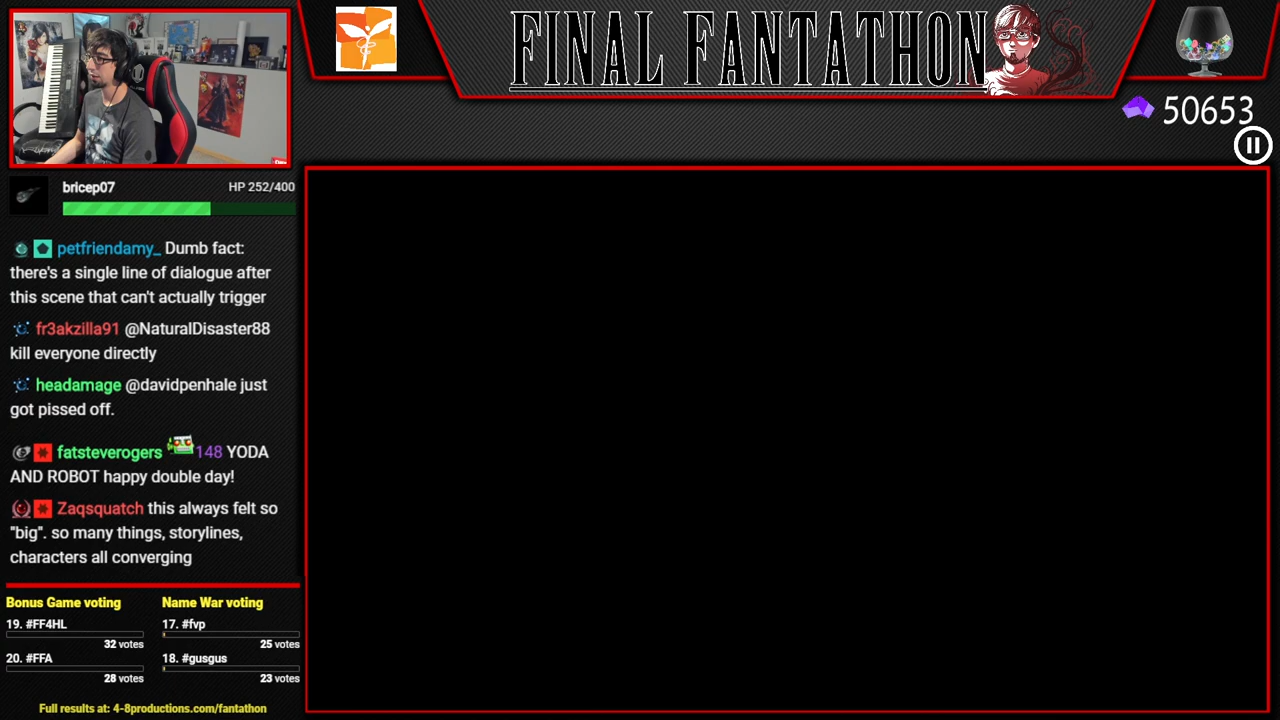 FINAL FANTATHON
50653
bricep07
HP 252/400
petfriendamy_ Dumb fact:
there's a single line of dialogue after
this scene that can't actually trigger
fr3akzilla91 @NaturalDisaster88
kill everyone directly
headamage @davidpenhale just
got pissed off.
fatsteverogers 148 YODA
AND ROBOT happy double day!
Zaqsquatch this always felt so
"big". so many things, storylines,
characters all converging
Bonus Game voting
19. #FF4HL
32 votes
20. #FFA
28 votes
Name War voting
17. #fvp
25 votes
18. #gusgus
23 votes
Full results at: 4-8productions.com/fantathon